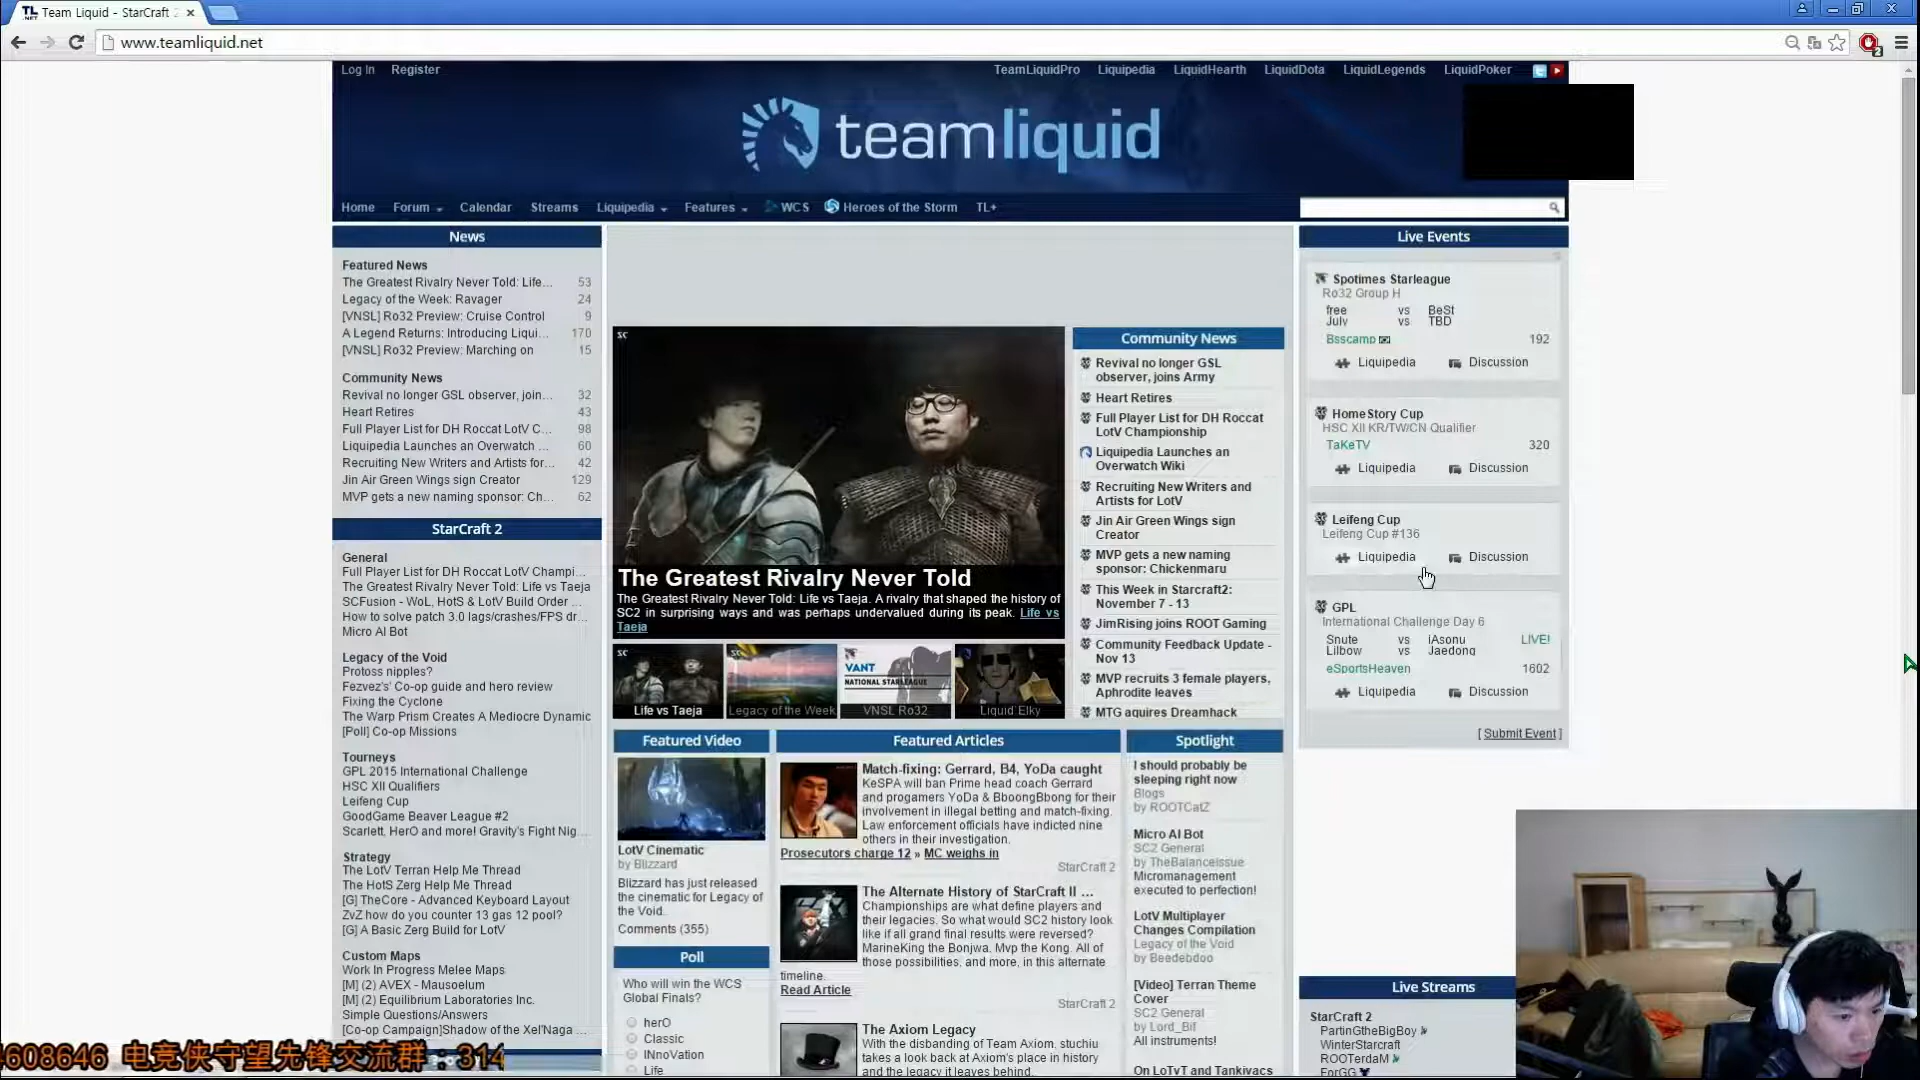 Team Liquid - StarCraft 2
www.teamliquid.net
Log In Register
TeamLiquidPro Liquipedia LiquidHearth LiquidDota LiquidLegends LiquidPoker
teamliquid
Home Forum Calendar Streams Liquipedia Features WCS Heroes of the Storm TL+
News
Featured News
The Greatest Rivalry Never Told: Life... 53
Legacy of the Week: Ravager 24
[VNSL] Ro32 Preview: Cruise Control 9
A Legend Returns: Introducing Liqui... 170
[VNSL] Ro32 Preview: Marching on 15
Community News
Revival no longer GSL observer, join... 32
Heart Retires 43
Full Player List for DH Roccat LotV C... 98
Liquipedia Launches an Overwatch ... 60
Recruiting New Writers and Artists for... 42
Jin Air Green Wings sign Creator 129
MVP gets a new naming sponsor: Ch... 62
StarCraft 2
General
Full Player List for DH Roccat LotV Champi...
The Greatest Rivalry Never Told: Life vs Taeja
SCFusion - WoL, HotS & LotV Build Order ...
How to solve patch 3.0 lags/crashes/FPS dr...
Micro AI Bot
Legacy of the Void
Protoss nipples?
Fezvez's' Co-op guide and hero review
Fixing the Cyclone
The Warp Prism Creates A Mediocre Dynamic
[Poll] Co-op Missions
Tourneys
GPL 2015 International Challenge
HSC XII Qualifiers
Leifeng Cup
GoodGame Beaver League #2
Scarlett, HerO and more! Gravity's Fight Nig...
Strategy
The LotV Terran Help Me Thread
The HotS Zerg Help Me Thread
[G] TheCore - Advanced Keyboard Layout
ZvZ how do you counter 13 gas 12 pool?
[G] A Basic Zerg Build for LotV
Custom Maps
Work In Progress Melee Maps
[M] (2) AVEX - Mausoelum
[M] (2) Equilibrium Laboratories Inc.
Simple Questions/Answers
[Co-op Campaign]Shadow of the Xel'Naga ...
4608646 电竞侠守望先锋交流群:314
SC
The Greatest Rivalry Never Told
The Greatest Rivalry Never Told: Life vs Taeja. A rivalry that shaped the history
of SC2 in surprising ways and was perhaps undervalued during its peak. Life vs
Taeja
SC
Life vs Taeja
SC
Legacy of the Week
VANT
NATIONAL STARLEAGUE
VNSL Ro32
Liquid Elky
Community News
Revival no longer GSL
observer, joins Army
Heart Retires
Full Player List for DH Roccat
LotV Championship
Liquipedia Launches an
Overwatch Wiki
Recruiting New Writers and
Artists for LotV
Jin Air Green Wings sign
Creator
MVP gets a new naming
sponsor: Chickenmaru
This Week in Starcraft2:
November 7 - 13
JimRising joins ROOT Gaming
Community Feedback Update -
Nov 13
MVP recruits 3 female players,
Aphrodite leaves
MTG aquires Dreamhack
Featured Video
LotV Cinematic
by Blizzard
Blizzard has just released
the cinematic for Legacy of
the Void.
Comments (355)
Poll
Who will win the WCS
Global Finals?
herO
Classic
INnoVation
Life
Featured Articles
Match-fixing: Gerrard, B4, YoDa caught
KeSPA will ban Prime head coach Gerrard
and progamers YoDa & BboongBbong for their
involvement in illegal betting and match-fixing.
Law enforcement officials have indicted nine
others in their investigation.
Prosecutors charge 12 » MC weighs in
StarCraft 2
The Alternate History of StarCraft II ...
Championships are what define players and
their legacies. So what would SC2 history look
like if all grand final results were reversed?
MarineKing the Bonjwa. Mvp the Kong. All of
those possibilities, and more, in this alternate
timeline.
Read Article
StarCraft 2
The Axiom Legacy
With the disbanding of Team Axiom, stuchiu
takes a look back at Axiom's place in history
and the legacy it leaves behind.
Spotlight
I should probably be
sleeping right now
Blogs
by ROOTCatZ
Micro AI Bot
SC2 General
by TheBalanceIssue
Micromanagement
executed to perfection!
LotV Multiplayer
Changes Compilation
Legacy of the Void
by Beedebdoo
[Video] Terran Theme
Cover
SC2 General
by Lord_Bif
All instruments!
On LoTvT and Tankivacs
Live Events
Spotimes Starleague
Ro32 Group H
free vs BeSt
July vs TBD
Bsscamp 192
Liquipedia Discussion
HomeStory Cup
HSC XII KR/TW/CN Qualifier
TaKeTV 320
Liquipedia Discussion
Leifeng Cup
Leifeng Cup #136
Liquipedia Discussion
GPL
International Challenge Day 6
Snute vs iAsonu LIVE!
Lilbow vs Jaedong
eSportsHeaven 1602
Liquipedia Discussion
[ Submit Event ]
Live Streams
StarCraft 2
PartinGtheBigBoy
WinterStarcraft
ROOTerdaM
ForGG